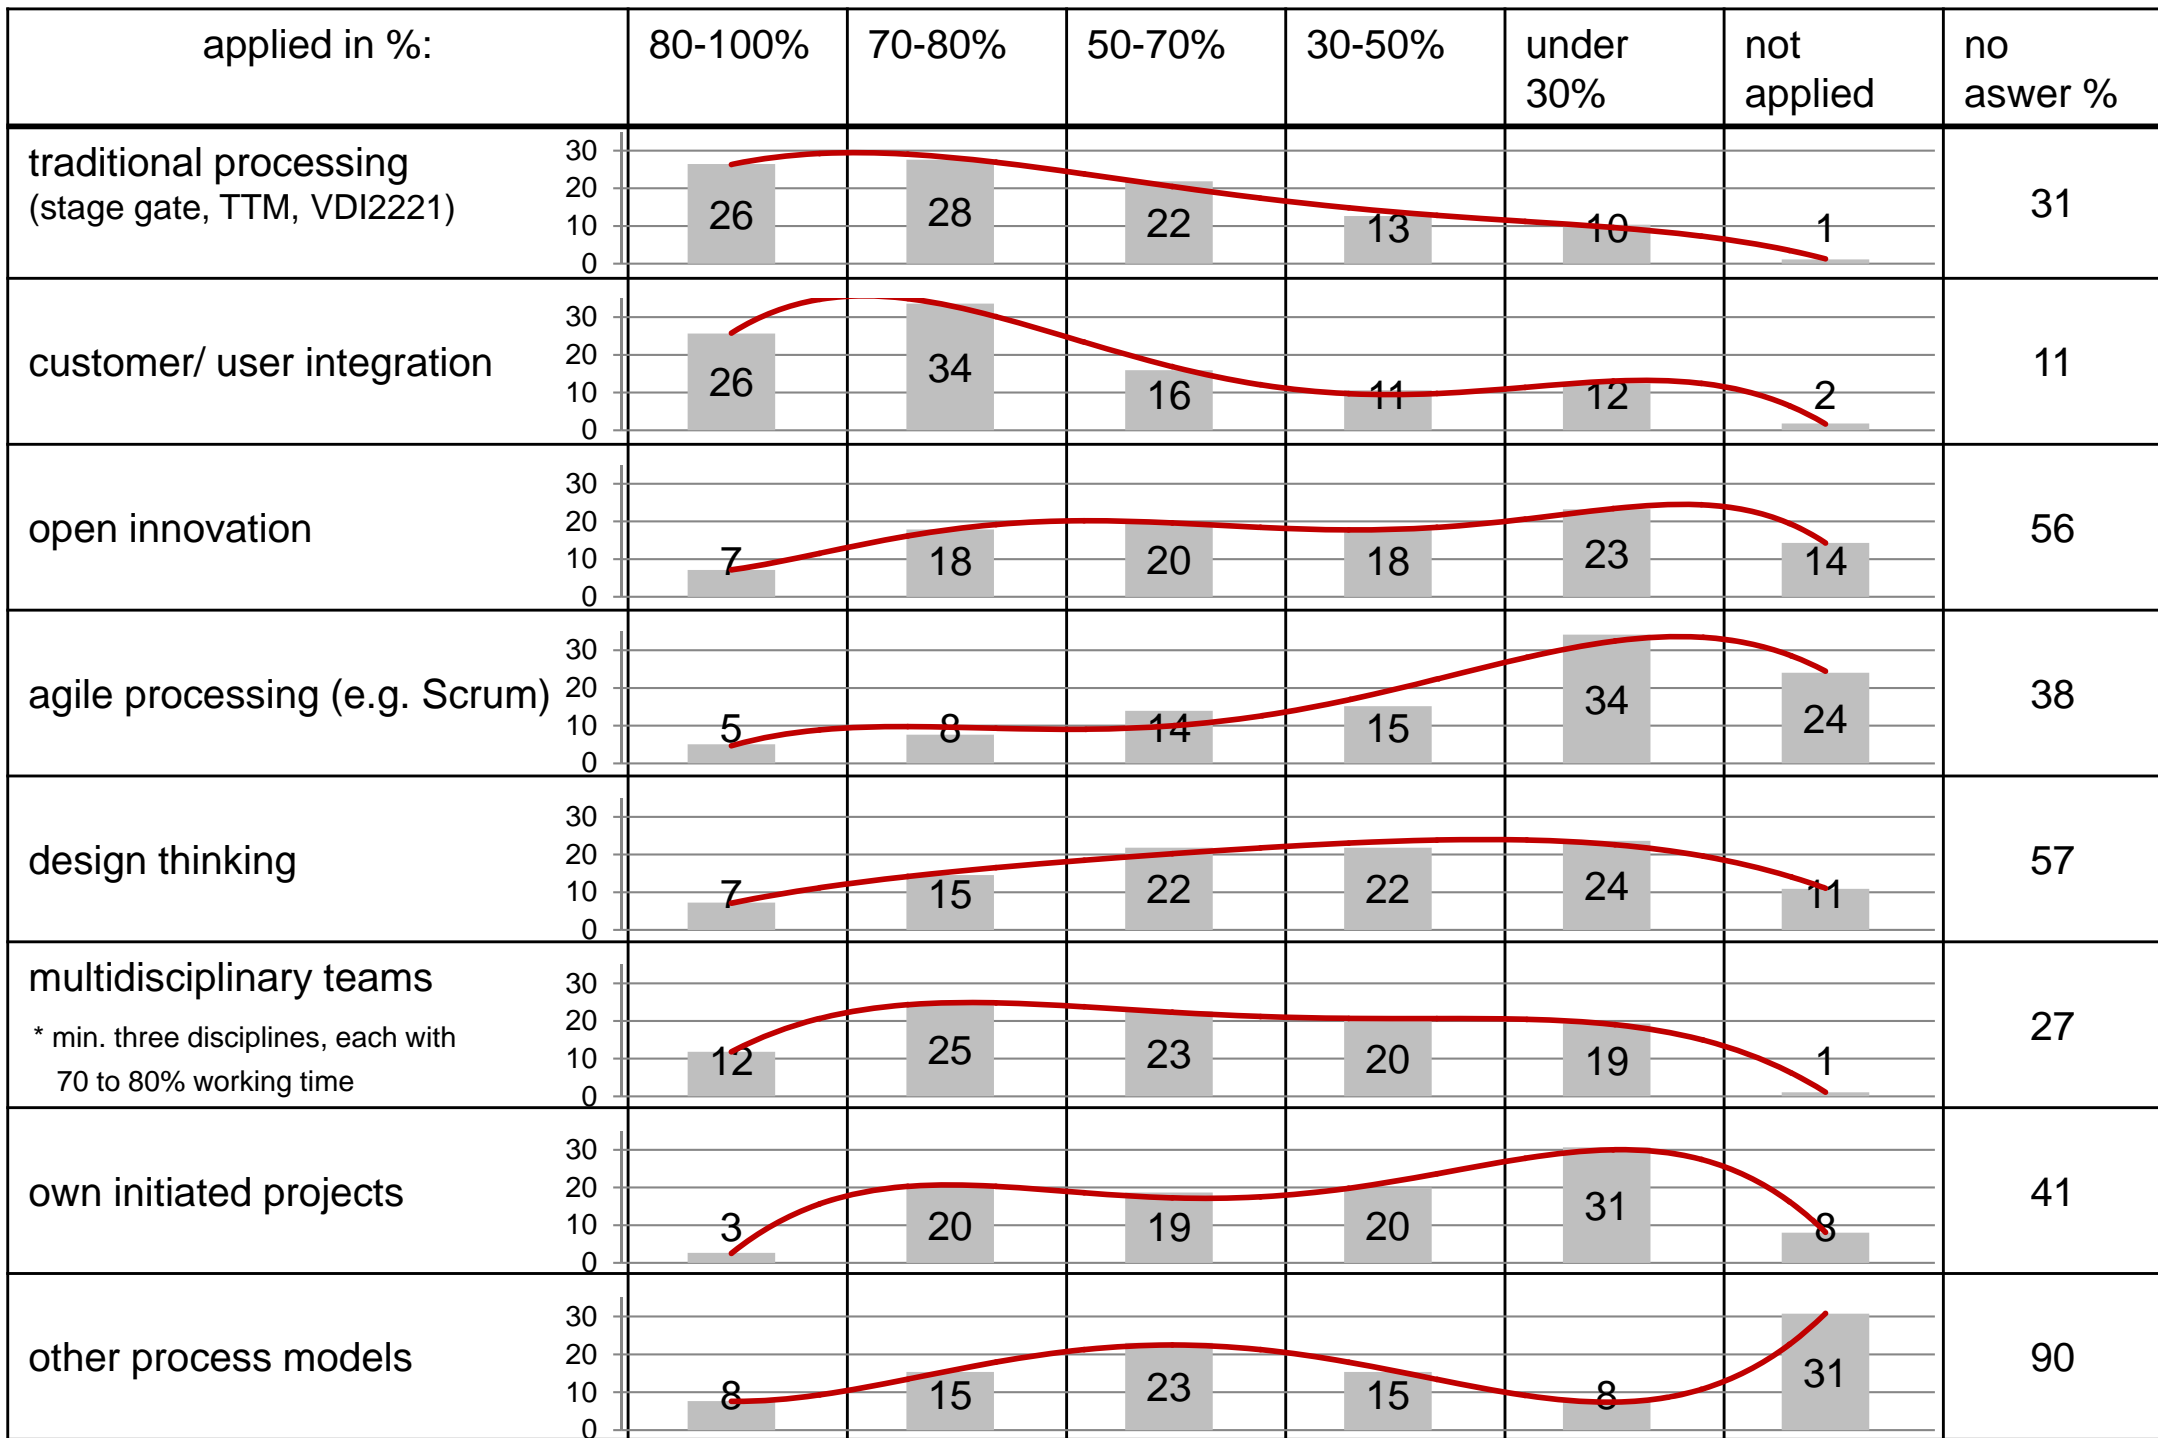 applied in %: 80-100% 70-80% 50-70% 30-50% under 30% not applied no aswer %
traditional processing
(stage gate, TTM, VDI2221)
30
20
10
0
26 28 22 13 10 1 31
customer/ user integration
30
20
10
0
26 34 16 11 12 2 11
open innovation
30
20
10
0
7 18 20 18 23 14 56
agile processing (e.g. Scrum)
30
20
10
0
5 8 14 15 34 24 38
design thinking
30
20
10
0
7 15 22 22 24 11 57
multidisciplinary teams
* min. three disciplines, each with
70 to 80% working time
30
20
10
0
12 25 23 20 19 1 27
own initiated projects
30
20
10
0
3 20 19 20 31 8 41
other process models
30
20
10
0
8 15 23 15 8 31 90